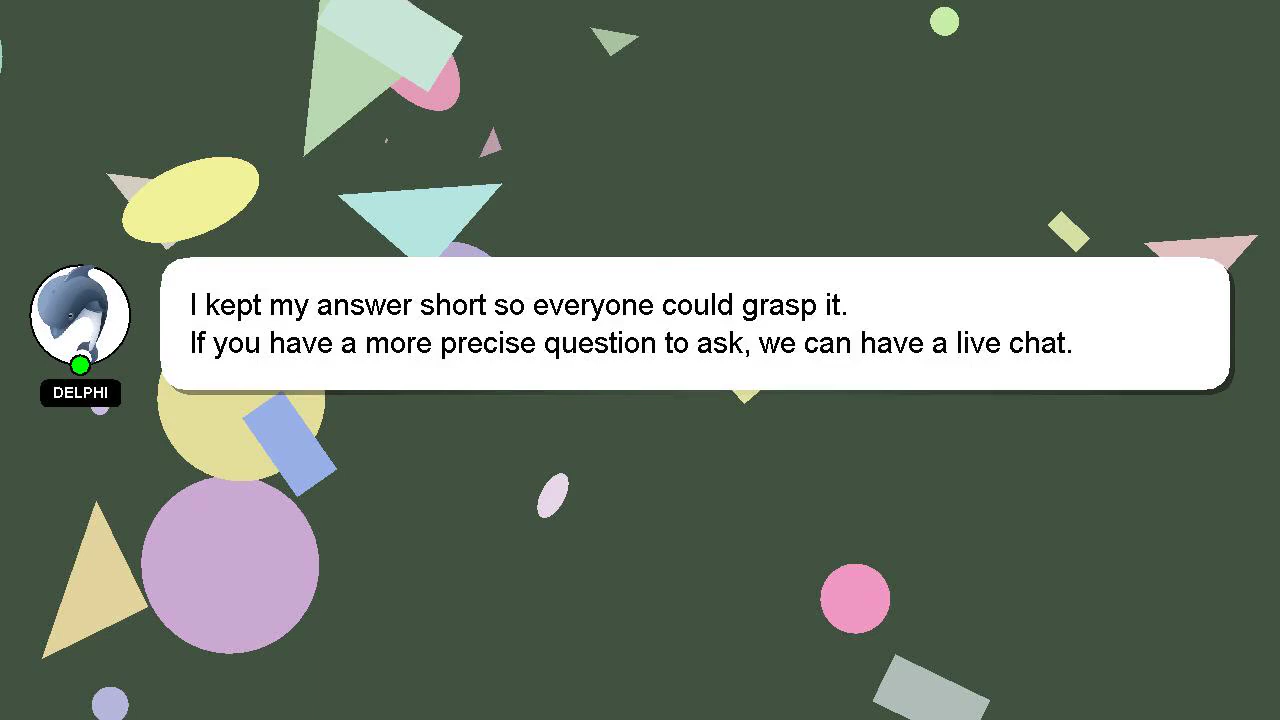 I kept my answer short so everyone could grasp it.
If you have a more precise question to ask, we can have a live chat.
DELPHI